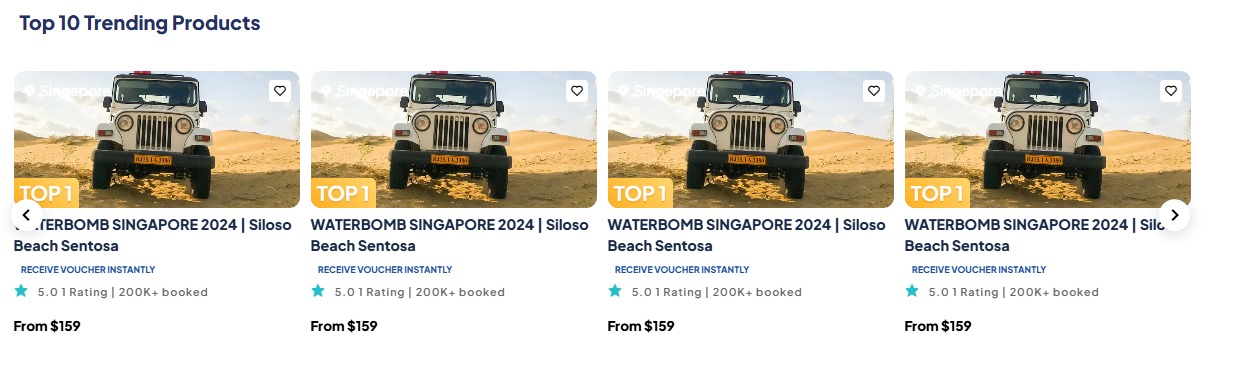 Top 10 Trending Products
Singapore
TOP 1
WATERBOMB SINGAPORE 2024 | Siloso
Beach Sentosa
RECEIVE VOUCHER INSTANTLY
5.0 1 Rating | 200K+ booked
From $159
Singapore
TOP 1
WATERBOMB SINGAPORE 2024 | Siloso
Beach Sentosa
RECEIVE VOUCHER INSTANTLY
5.0 1 Rating | 200K+ booked
From $159
Singapore
TOP 1
WATERBOMB SINGAPORE 2024 | Siloso
Beach Sentosa
RECEIVE VOUCHER INSTANTLY
5.0 1 Rating | 200K+ booked
From $159
Singapore
TOP 1
WATERBOMB SINGAPORE 2024 | Siloso
Beach Sentosa
RECEIVE VOUCHER INSTANTLY
5.0 1 Rating | 200K+ booked
From $159